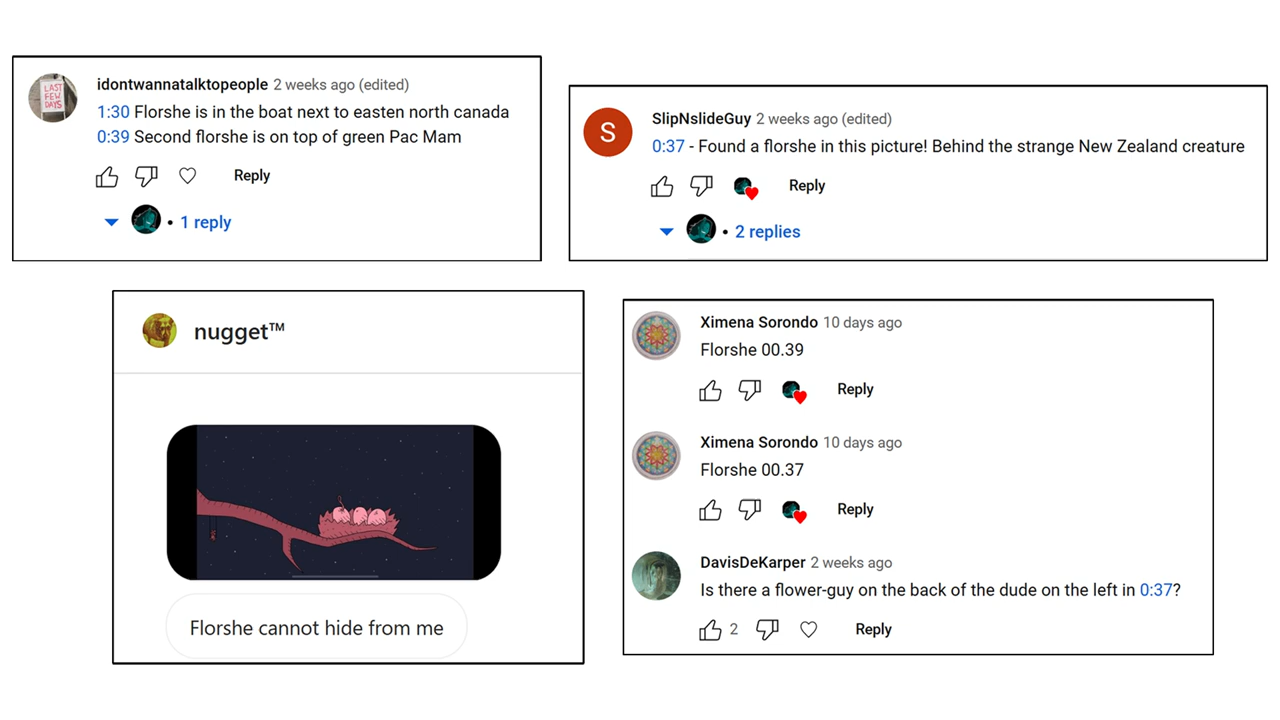 LAST
FEW
DAYS
idontwannatalktopeople 2 weeks ago (edited)
1:30 Florshe is in the boat next to easten north canada
0:39 Second florshe is on top of green Pac Mam
Reply
1 reply
S
SlipNslideGuy 2 weeks ago (edited)
0:37 - Found a florshe in this picture! Behind the strange New Zealand creature
Reply
2 replies
nugget™
Florshe cannot hide from me
Ximena Sorondo 10 days ago
Florshe 00.39
Reply
Ximena Sorondo 10 days ago
Florshe 00.37
Reply
DavisDeKarper 2 weeks ago
Is there a flower-guy on the back of the dude on the left in 0:37?
2 Reply